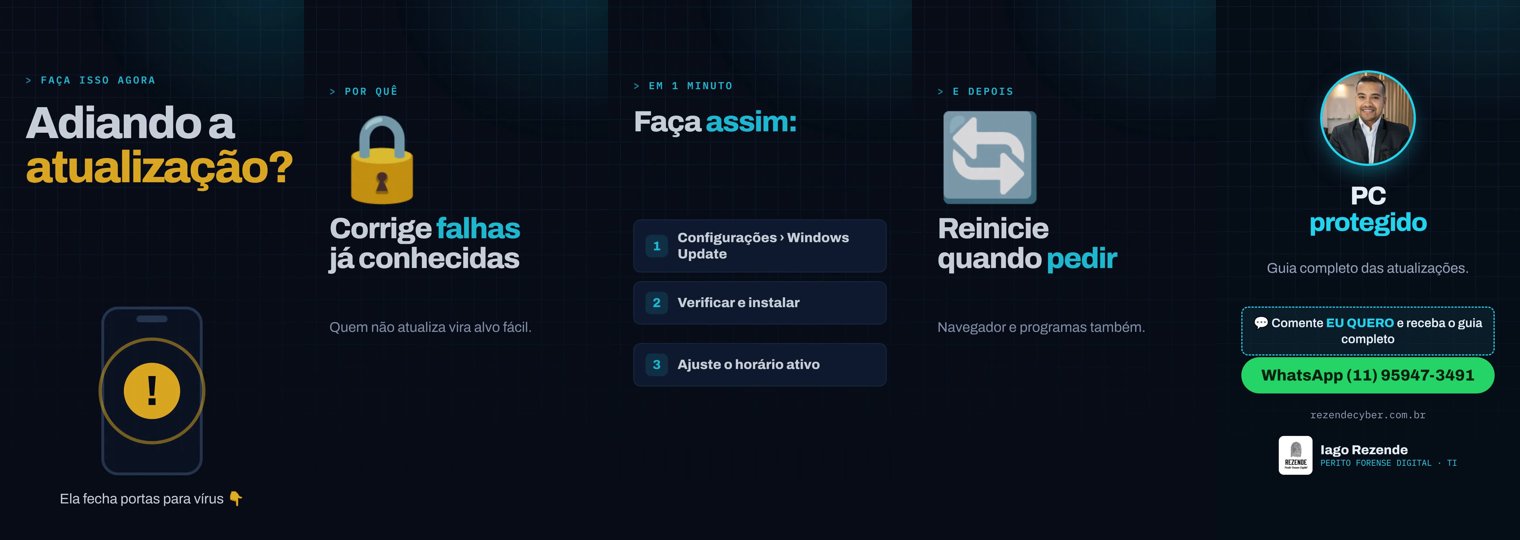 > FAÇA ISSO AGORA
Adiando a
atualização?
!
Ela fecha portas para vírus 👇
> POR QUÊ
Corrige falhas
já conhecidas
Quem não atualiza vira alvo fácil.
> EM 1 MINUTO
Faça assim:
1 Configurações › Windows
Update
2 Verificar e instalar
3 Ajuste o horário ativo
> E DEPOIS
Reinicie
quando pedir
Navegador e programas também.
PC
protegido
Guia completo das atualizações.
💬 Comente EU QUERO e receba o guia
completo
WhatsApp (11) 95947-3491
rezendecyber.com.br
REZENDE
Iago Rezende
PERITO FORENSE DIGITAL · TI